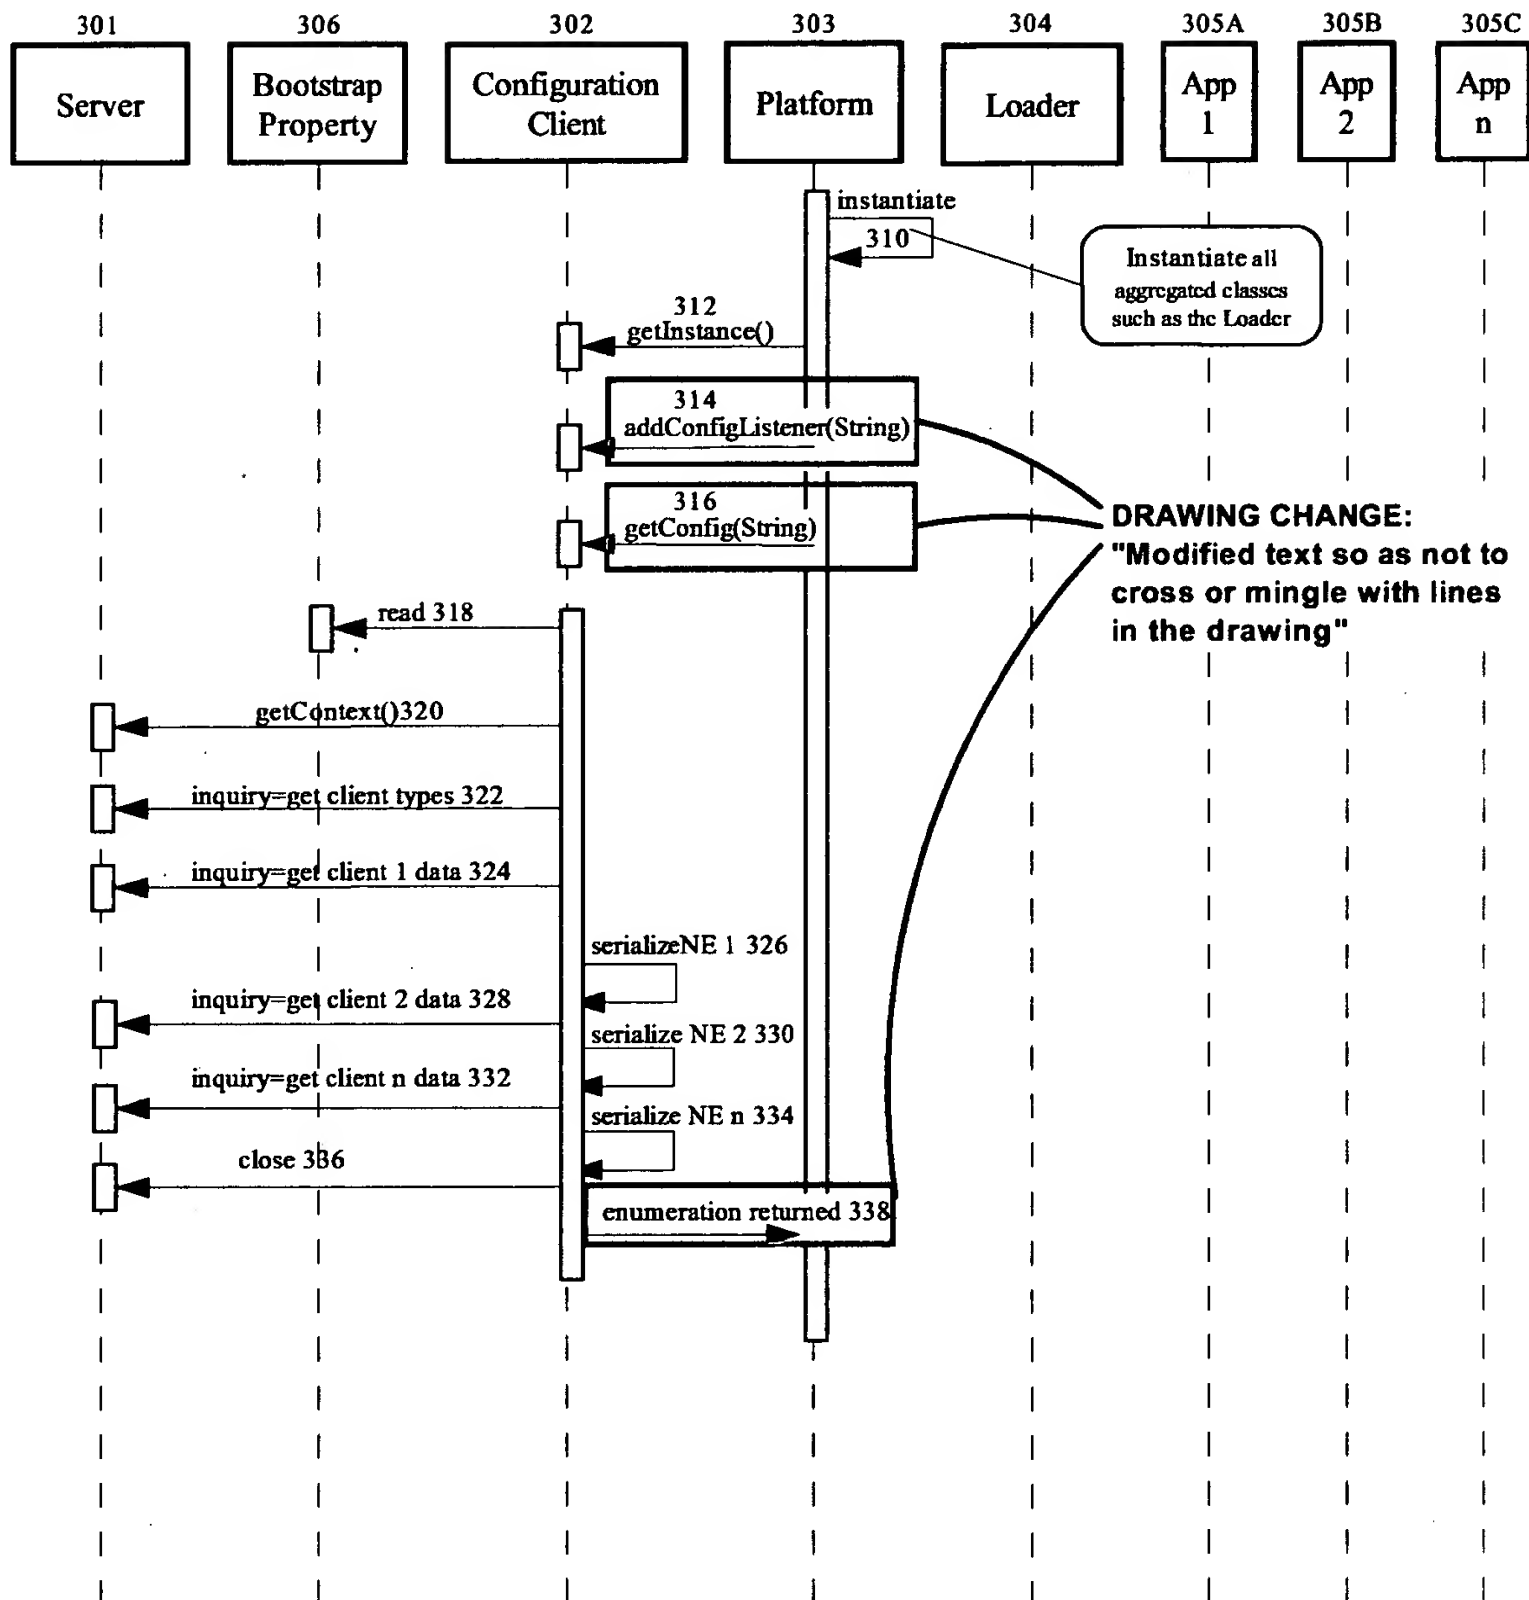 301 306 302 303 304 305A 305B 305C
Server
Bootstrap
Property
Configuration
Client
Platform
Loader
App
1
App
2
App
n
instantiate
310
Instantiate all
aggregated classes
such as the Loader
312
getInstance()
314
addConfigListener(String)
316
getConfig(String)
DRAWING CHANGE:
"Modified text so as not to
cross or mingle with lines
in the drawing"
read 318
getContext()320
inquiry=get client types 322
inquiry=get client 1 data 324
serializeNE 1 326
inquiry=get client 2 data 328
serialize NE 2 330
inquiry=get client n data 332
serialize NE n 334
close 336
enumeration returned 338